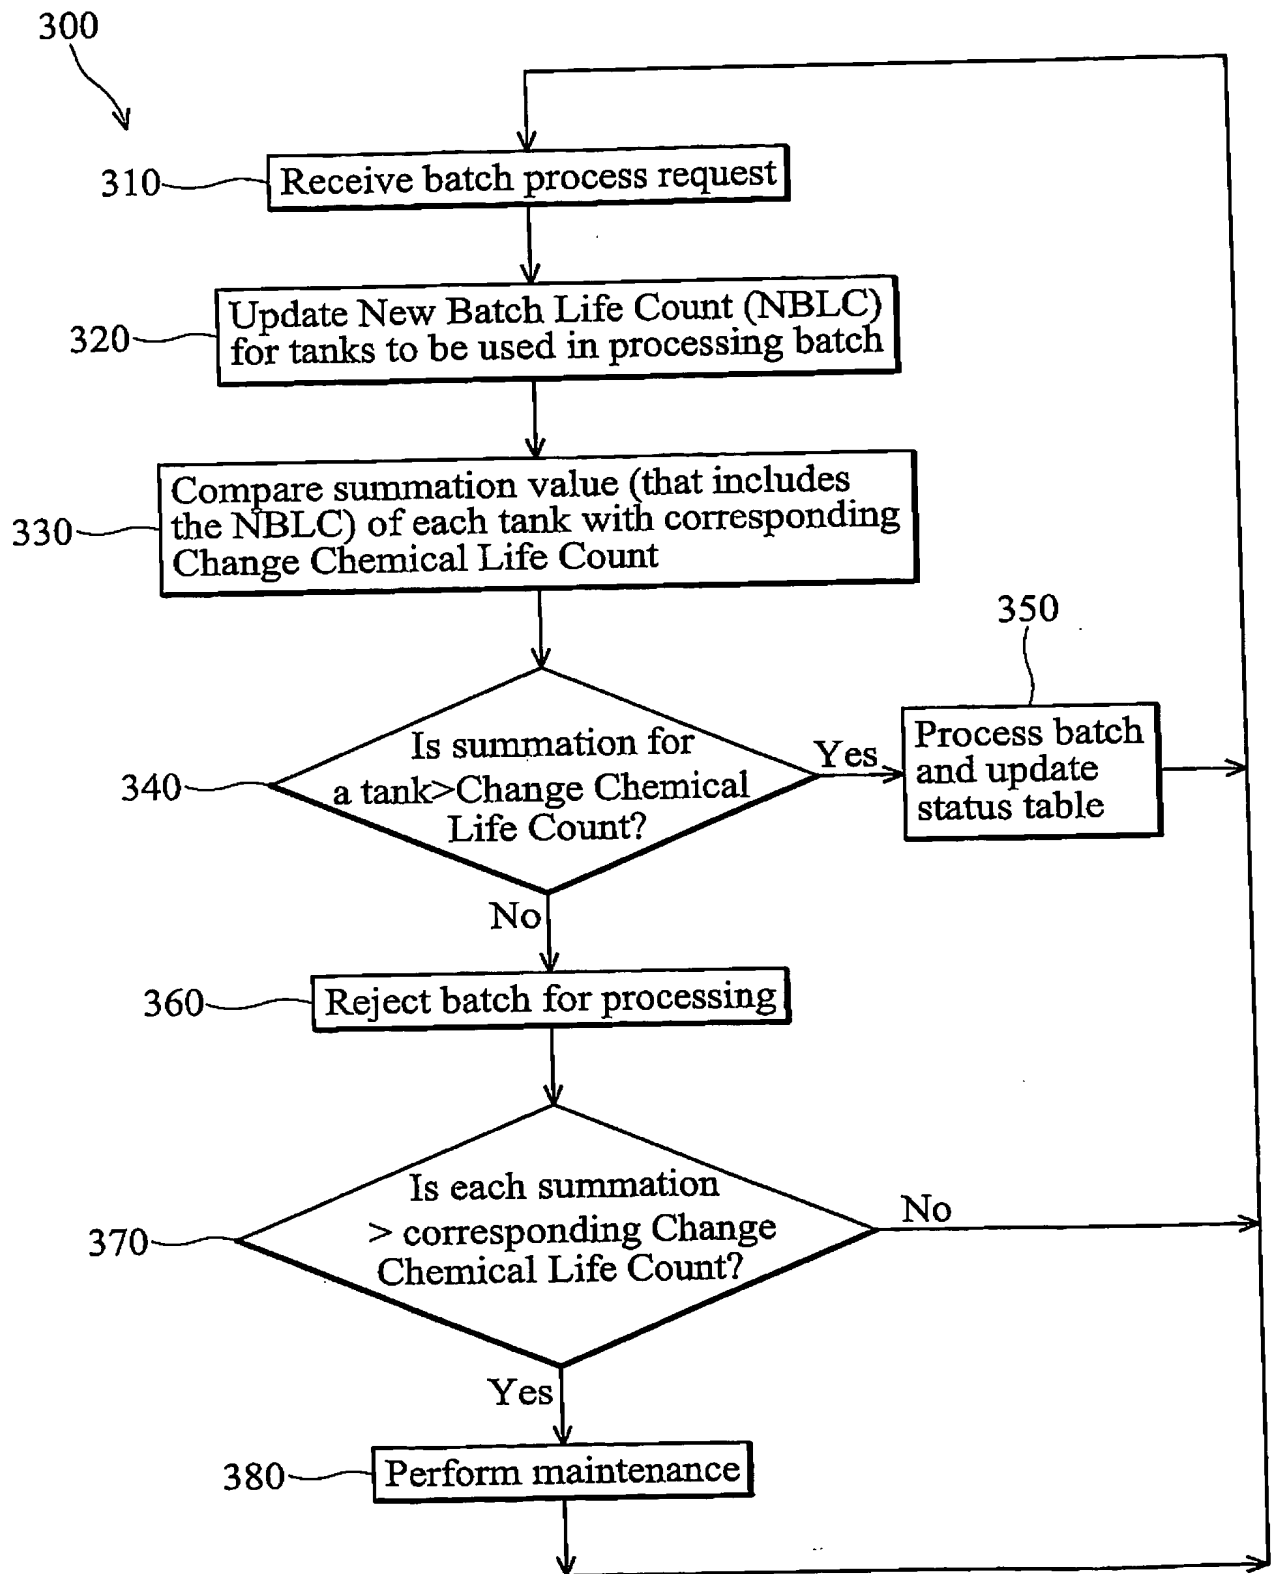 300
310
Receive batch process request
320
Update New Batch Life Count (NBLC)
for tanks to be used in processing batch
330
Compare summation value (that includes
the NBLC) of each tank with corresponding
Change Chemical Life Count
340
Is summation for
a tank>Change Chemical
Life Count?
Yes
350
Process batch
and update
status table
No
360
Reject batch for processing
370
Is each summation
> corresponding Change
Chemical Life Count?
No
Yes
380
Perform maintenance